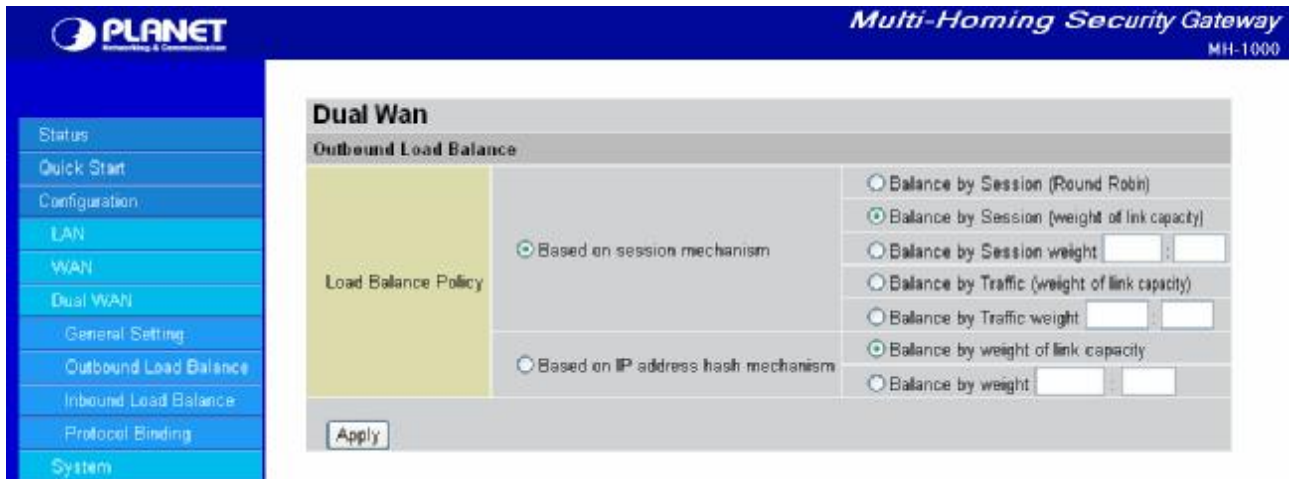 PLANET
Networking & Communication
Multi-Homing Security Gateway
MH-1000
Status
Quick Start
Configuration
LAN
WAN
Dual WAN
General Setting
Outbound Load Balance
Inbound Load Balance
Protocol Binding
System
Dual Wan
Outbound Load Balance
Load Balance Policy
Based on session mechanism
Balance by Session (Round Robin)
Balance by Session (weight of link capacity)
Balance by Session weight :
Balance by Traffic (weight of link capacity)
Balance by Traffic weight :
Based on IP address hash mechanism
Balance by weight of link capacity
Balance by weight :
Apply